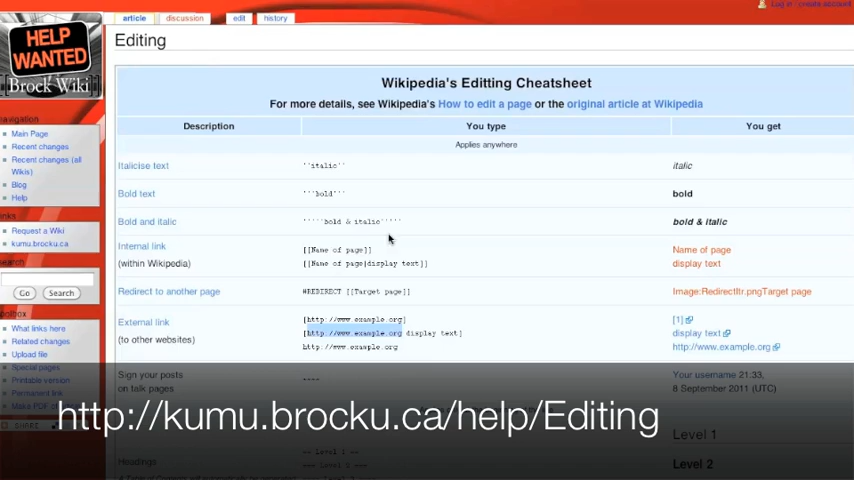 Log in / create account
article discussion edit history
HELP
WANTED
Brock Wiki
Editing
Wikipedia's Editting Cheatsheet
For more details, see Wikipedia's How to edit a page or the original article at Wikipedia
Description You type You get
Applies anywhere
Italicise text ''italic'' italic
Bold text '''bold''' bold
Bold and italic '''''bold & italic''''' bold & italic
Internal link
(within Wikipedia)
[[Name of page]]
[[Name of page|display text]]
Name of page
display text
Redirect to another page #REDIRECT [[Target page]] Image:Redirectltr.pngTarget page
External link
(to other websites)
[http://www.example.org]
[http://www.example.org display text]
http://www.example.org
[1]
display text
http://www.example.org
Sign your posts
on talk pages
~~~~
Your username 21:33,
8 September 2011 (UTC)
Headings
== Level 1 ==
=== Level 2 ===
Level 1
Level 2
navigation
Main Page
Recent changes
Recent changes (all
Wikis)
Blog
Help
links
Request a Wiki
kumu.brocku.ca
search
Go Search
toolbox
What links here
Related changes
Upload file
Special pages
Printable version
Permanent link
SHARE
http://kumu.brocku.ca/help/Editing